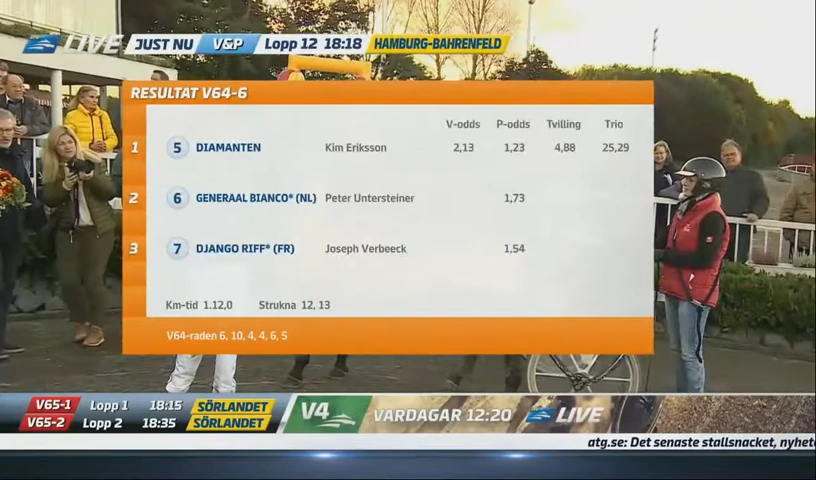 LIVE JUST NU V&P Lopp 12 18:18 HAMBURG-BAHRENFELD
RESULTAT V64-6
V-odds P-odds Tvilling Trio
1 5 DIAMANTEN Kim Eriksson 2,13 1,23 4,88 25,29
2 6 GENERAAL BIANCO* (NL) Peter Untersteiner 1,73
3 7 DJANGO RIFF* (FR) Joseph Verbeeck 1,54
Km-tid 1.12,0 Strukna 12, 13
V64-raden 6, 10, 4, 4, 6, 5
V65-1 Lopp 1 18:15 SÖRLANDET
V65-2 Lopp 2 18:35 SÖRLANDET
V4 VARDAGAR 12:20 LIVE
atg.se: Det senaste stallsnacket, nyhete